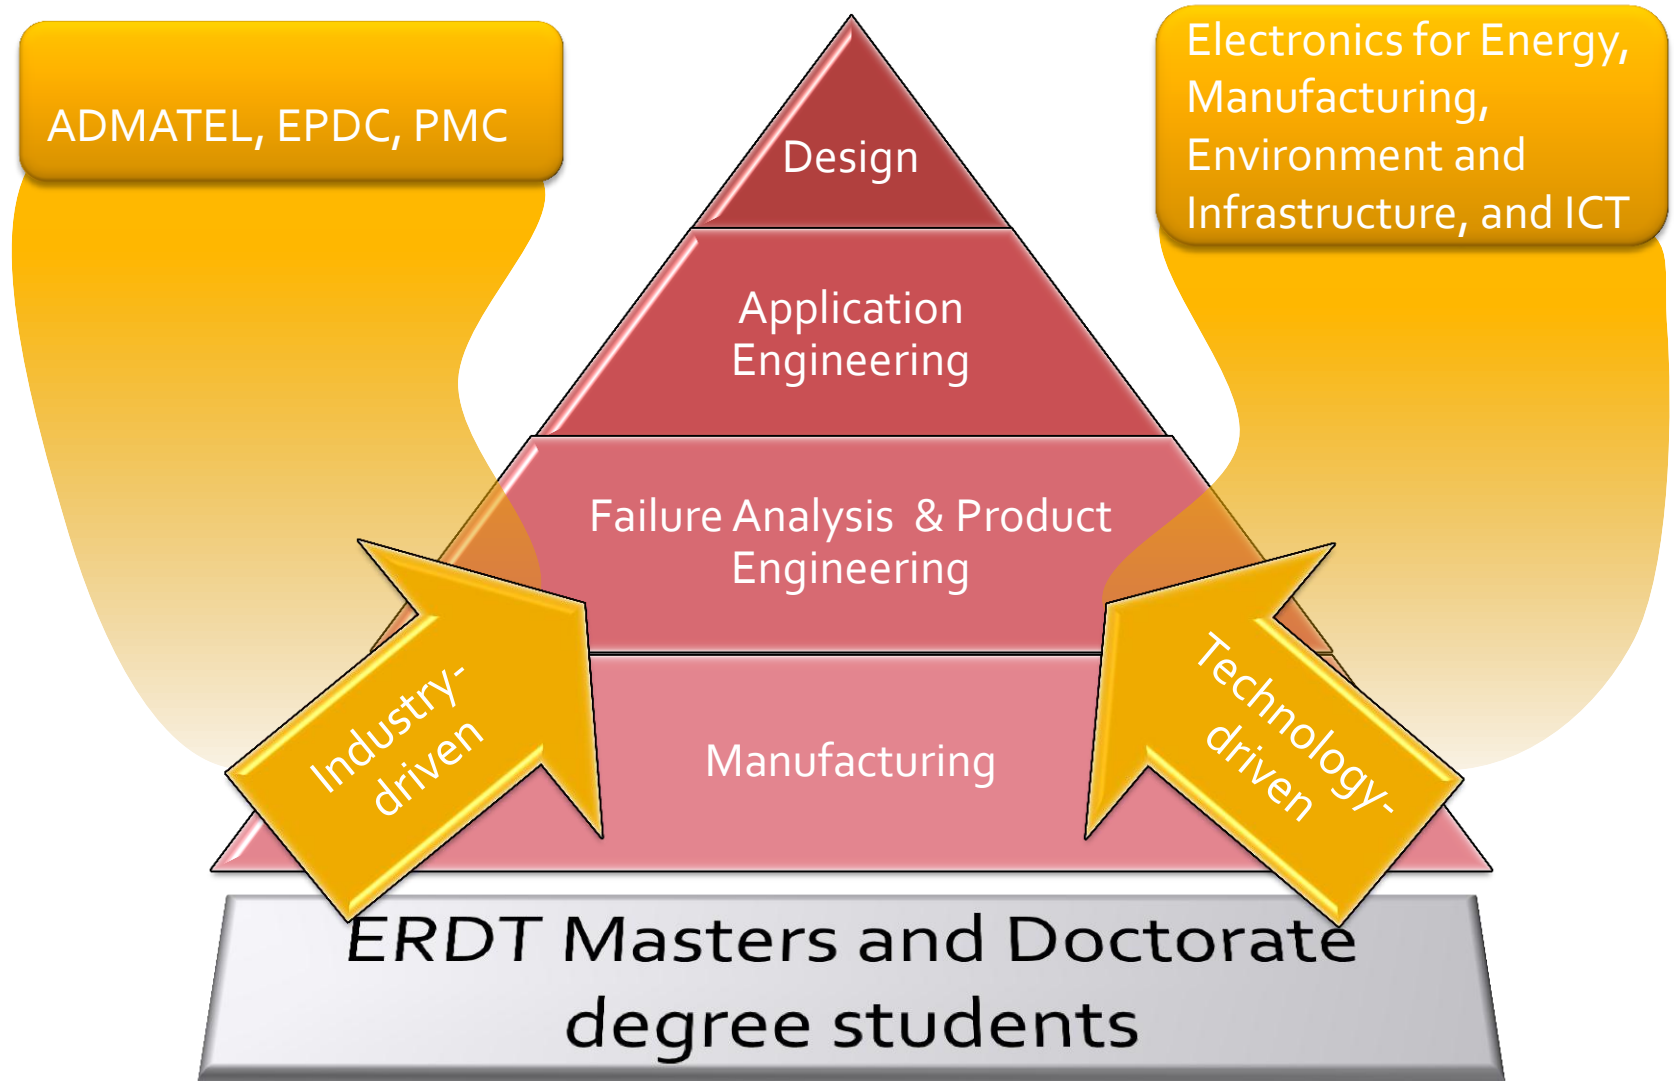 ADMATEL, EPDC, PMC
Electronics for Energy,
Manufacturing,
Environment and
Infrastructure, and ICT
Design
Application
Engineering
Failure Analysis & Product
Engineering
Industry-
driven
Technology-
driven
Manufacturing
ERDT Masters and Doctorate
degree students